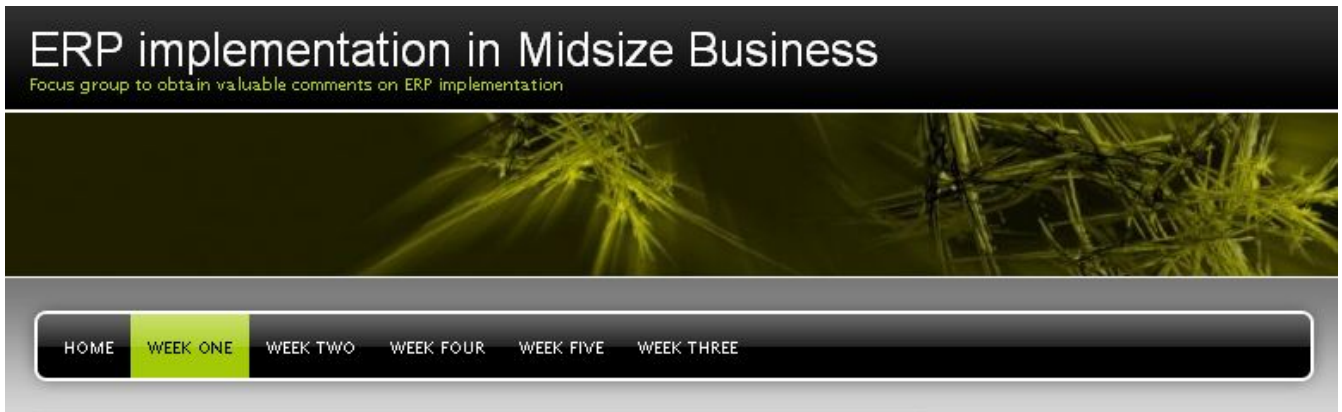 ERP implementation in Midsize Business
Focus group to obtain valuable comments on ERP implementation
HOME WEEK ONE WEEK TWO WEEK FOUR WEEK FIVE WEEK THREE